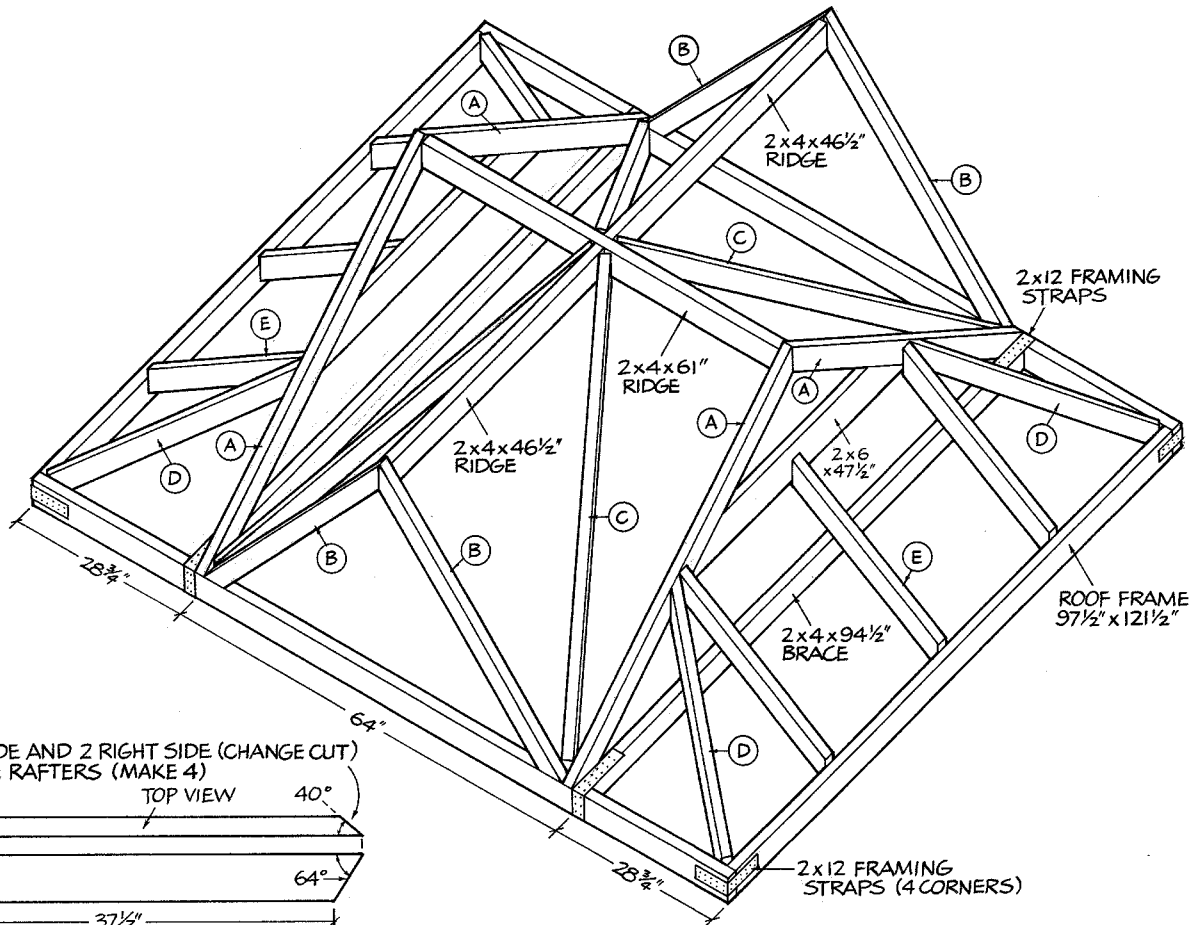 B
A
2x4x46½"
RIDGE
B
C
2x12 FRAMING
STRAPS
E
2x4x61"
RIDGE
A
A
D
2x4x46½"
RIDGE
D
A
2x6
x47½"
C
B
B
E
ROOF FRAME
97½"x121½"
28¾"
2x4x94½"
BRACE
64"
D
DE AND 2 RIGHT SIDE (CHANGE CUT)
RAFTERS (MAKE 4)
TOP VIEW
40°
64°
37½"
28¾"
2x12 FRAMING
STRAPS (4 CORNERS)